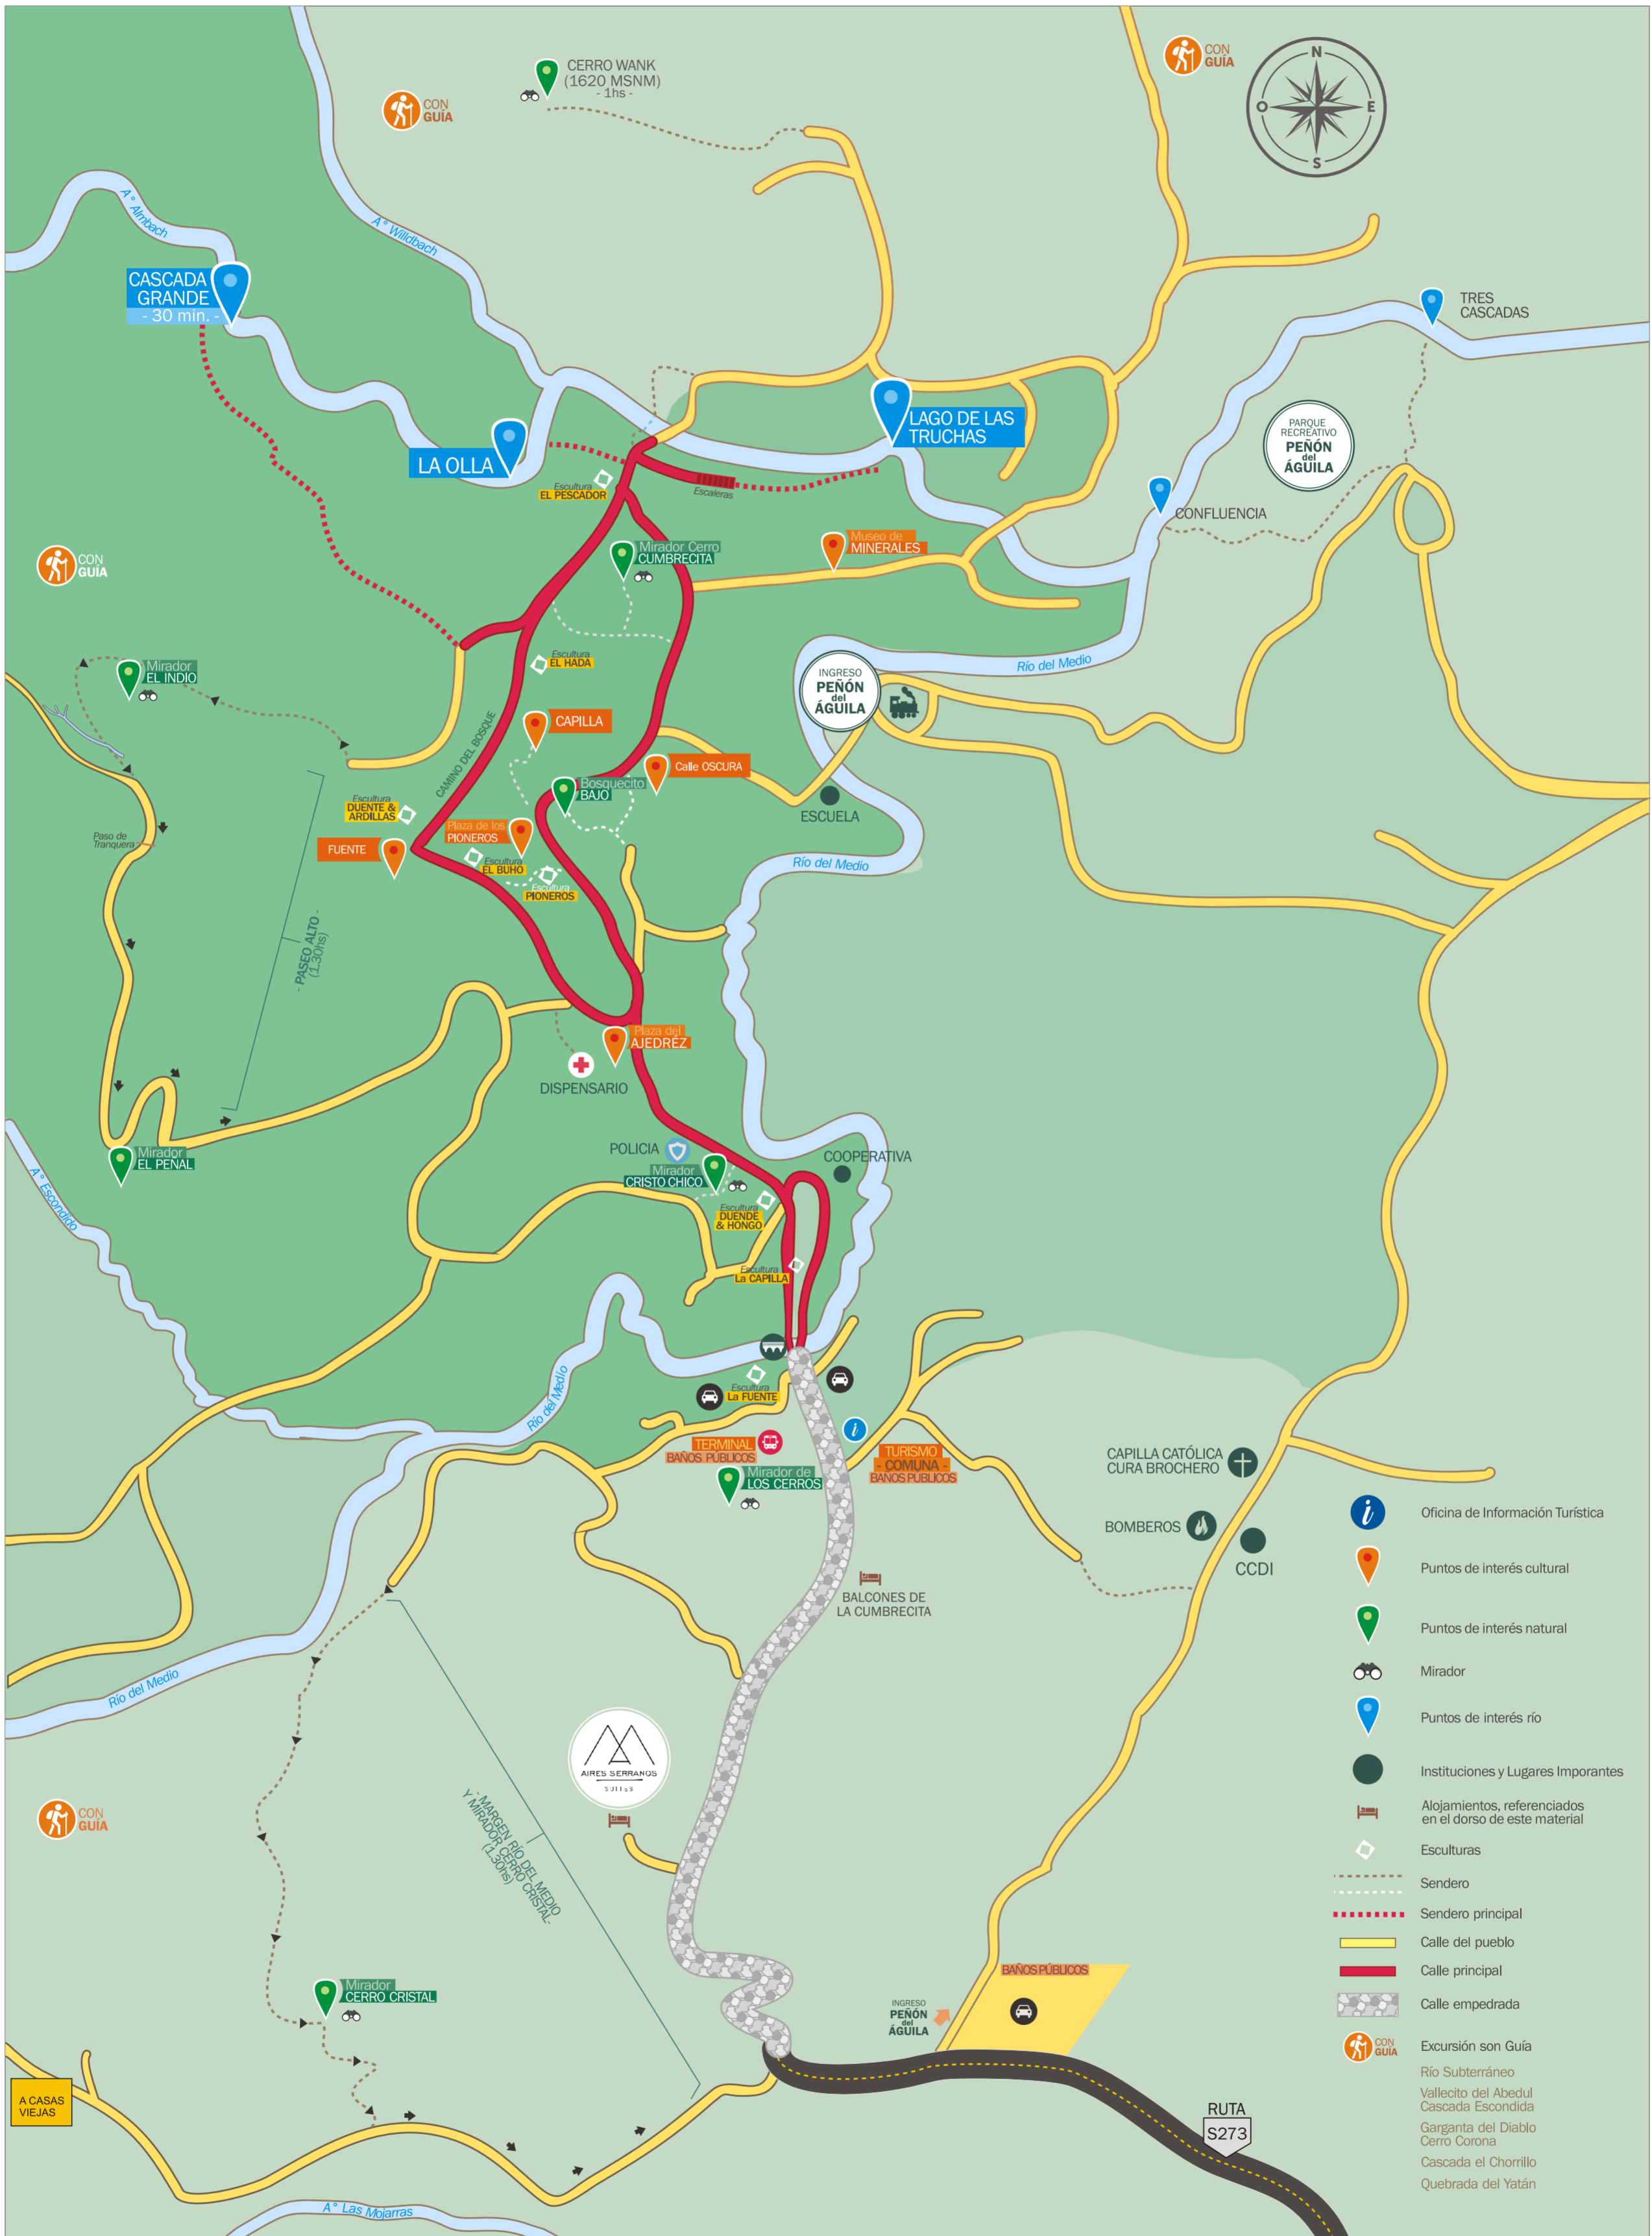 CERRO WANK
(1620 MSNM)
- 1hs -
CON
GUÍA
CON
GUÍA
N
O
E
S
A° Almbach
A° Willdbach
CASCADA
GRANDE
- 30 min. -
TRES
CASCADAS
LAGO DE LAS
TRUCHAS
LA OLLA
PARQUE
RECREATIVO
PEÑÓN
del
ÁGUILA
Escultura
EL PESCADOR
Escaleras
CONFLUENCIA
Museo de
MINERALES
Mirador Cerro
CUMBRECITA
CON
GUÍA
Mirador
EL INDIO
Escultura
EL HADA
Río del Medio
INGRESO
PEÑÓN
del
ÁGUILA
CAPILLA
CAMINO DEL BOSQUE
Calle OSCURA
Bosquecito
BAJO
ESCUELA
Escultura
DUENTE &
ARDILLAS
Paso de
Tranquera
FUENTE
Plaza de los
PIONEROS
Escultura
EL BUHO
Escultura
PIONEROS
Río del Medio
- PASEO ALTO -
(1.30hs)
Plaza del
AJEDRÉZ
DISPENSARIO
POLICIA
Mirador
CRISTO CHICO
COOPERATIVA
Mirador
EL PEÑAL
A° Escondido
Escultura
DUENDE
& HONGO
Escultura
La CAPILLA
Escultura
La FUENTE
Río del Medio
TERMINAL
BAÑOS PÚBLICOS
i
TURISMO
- COMUNA -
BAÑOS PÚBLICOS
Mirador de
LOS CERROS
CAPILLA CATÓLICA
CURA BROCHERO
BOMBEROS
CCDI
BALCONES DE
LA CUMBRECITA
Río del Medio
AIRES SERRANOS
SUITES
- MARGEN RÍO DEL MEDIO
Y MIRADOR CERRO CRISTAL-
(1.30hs)
CON
GUÍA
Mirador
CERRO CRISTAL
BAÑOS PÚBLICOS
INGRESO
PEÑÓN
del
ÁGUILA
A CASAS
VIEJAS
RUTA
S273
A° Las Mojarras
i
Oficina de Información Turística
Puntos de interés cultural
Puntos de interés natural
Mirador
Puntos de interés río
Instituciones y Lugares Imporantes
Alojamientos, referenciados
en el dorso de este material
Esculturas
Sendero
Sendero principal
Calle del pueblo
Calle principal
Calle empedrada
CON
GUÍA
Excursión son Guía
Río Subterráneo
Vallecito del Abedul
Cascada Escondida
Garganta del Diablo
Cerro Corona
Cascada el Chorrillo
Quebrada del Yatán